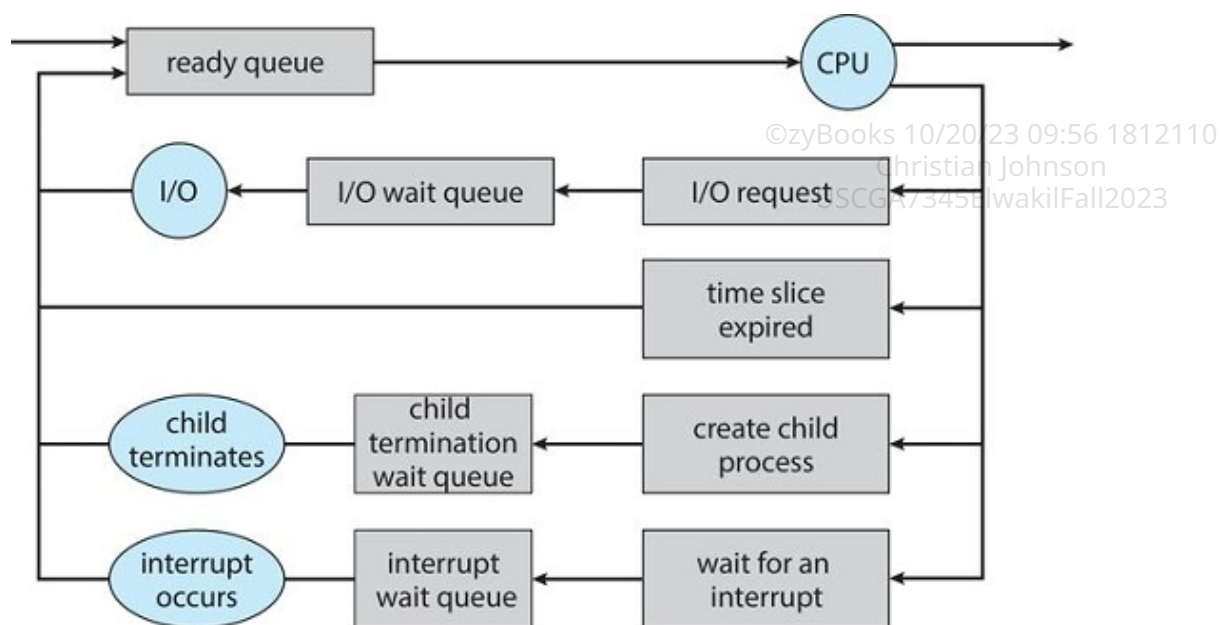 ready queue
CPU
©zyBooks 10/20/23 09:56 1812110
Christian Johnson
I/O
I/O wait queue
I/O request
time slice
expired
child
terminates
child
termination
wait queue
create child
process
interrupt
occurs
interrupt
wait queue
wait for an
interrupt